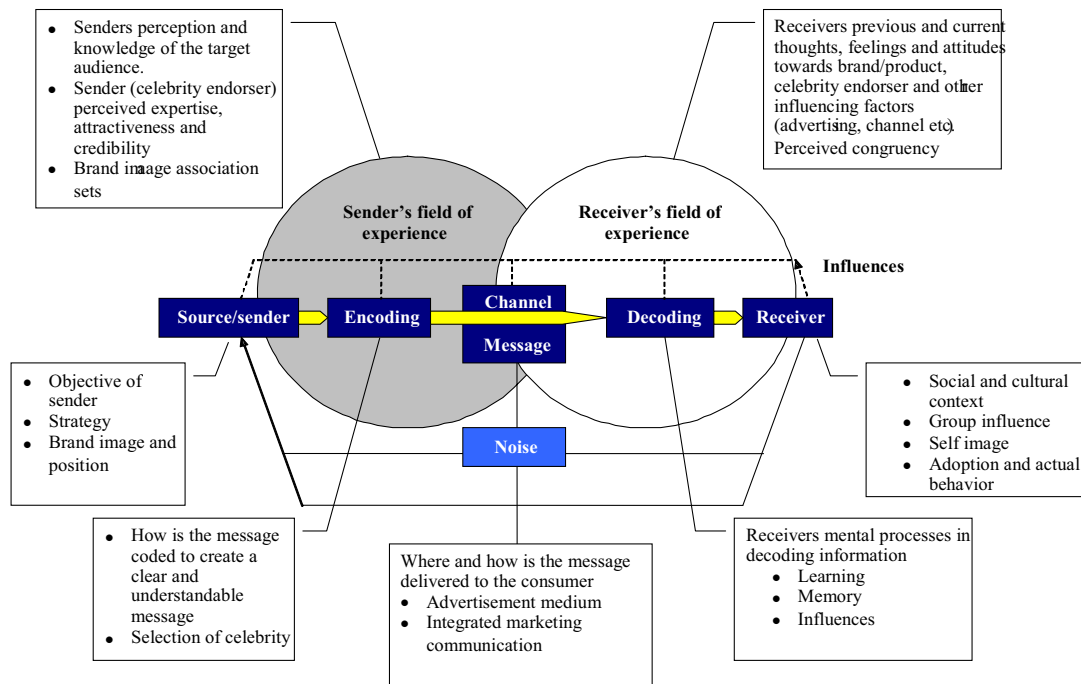 • Senders perception and
knowledge of the target
audience.
• Sender (celebrity endorser)
perceived expertise,
attractiveness and
credibility
• Brand image association
sets
Receivers previous and current
thoughts, feelings and attitudes
towards brand/product,
celebrity endorser and other
influencing factors
(advertising, channel etc).
Perceived congruency
Sender's field of
experience
Receiver's field of
experience
Influences
Source/sender
Encoding
Channel
Message
Decoding
Receiver
• Objective of
sender
• Strategy
• Brand image and
position
Noise
• Social and cultural
context
• Group influence
• Self image
• Adoption and actual
behavior
• How is the message
coded to create a
clear and
understandable
message
• Selection of celebrity
Where and how is the message
delivered to the consumer
• Advertisement medium
• Integrated marketing
communication
Receivers mental processes in
decoding information
• Learning
• Memory
• Influences